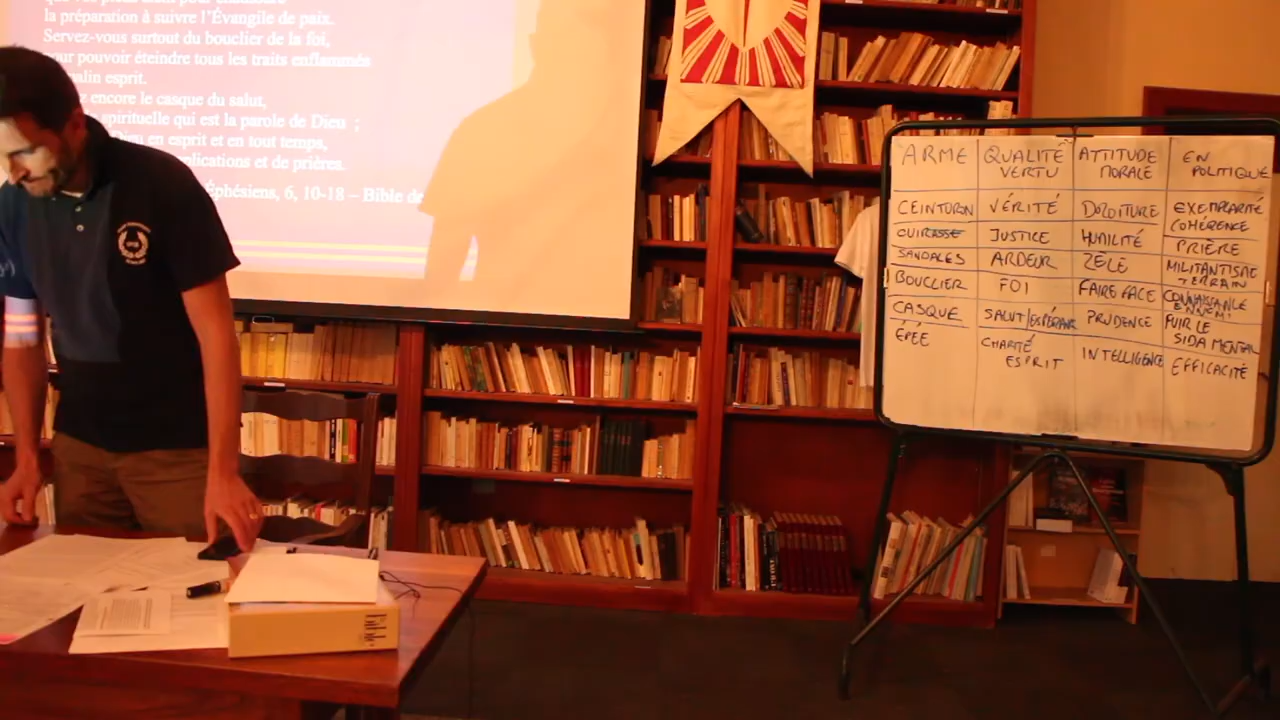 la préparation à suivre l'Évangile de paix.
Servez-vous surtout du bouclier de la foi,
pour pouvoir éteindre tous les traits enflammés
malin esprit.
encore le casque du salut,
spirituelle qui est la parole de Dieu ;
Dieu en esprit et en tout temps,
supplications et de prières.
Éphésiens, 6, 10-18 – Bible de
ARME QUALITÉ VERTU ATTITUDE MORALE EN POLITIQUE
CEINTURON VÉRITÉ DROITURE EXEMPLARITÉ COHÉRENCE
CUIRASSE JUSTICE HUMILITÉ PRIÈRE
SANDALES ARDEUR ZÈLE MILITANTISME TERRAIN
BOUCLIER FOI FAIRE FACE CONNAISSANCE ENNEMI
CASQUE SALUT/ESPÉRANCE PRUDENCE FUIR LE SIDA MENTAL
ÉPÉE CHARITÉ ESPRIT INTELLIGENCE EFFICACITÉ